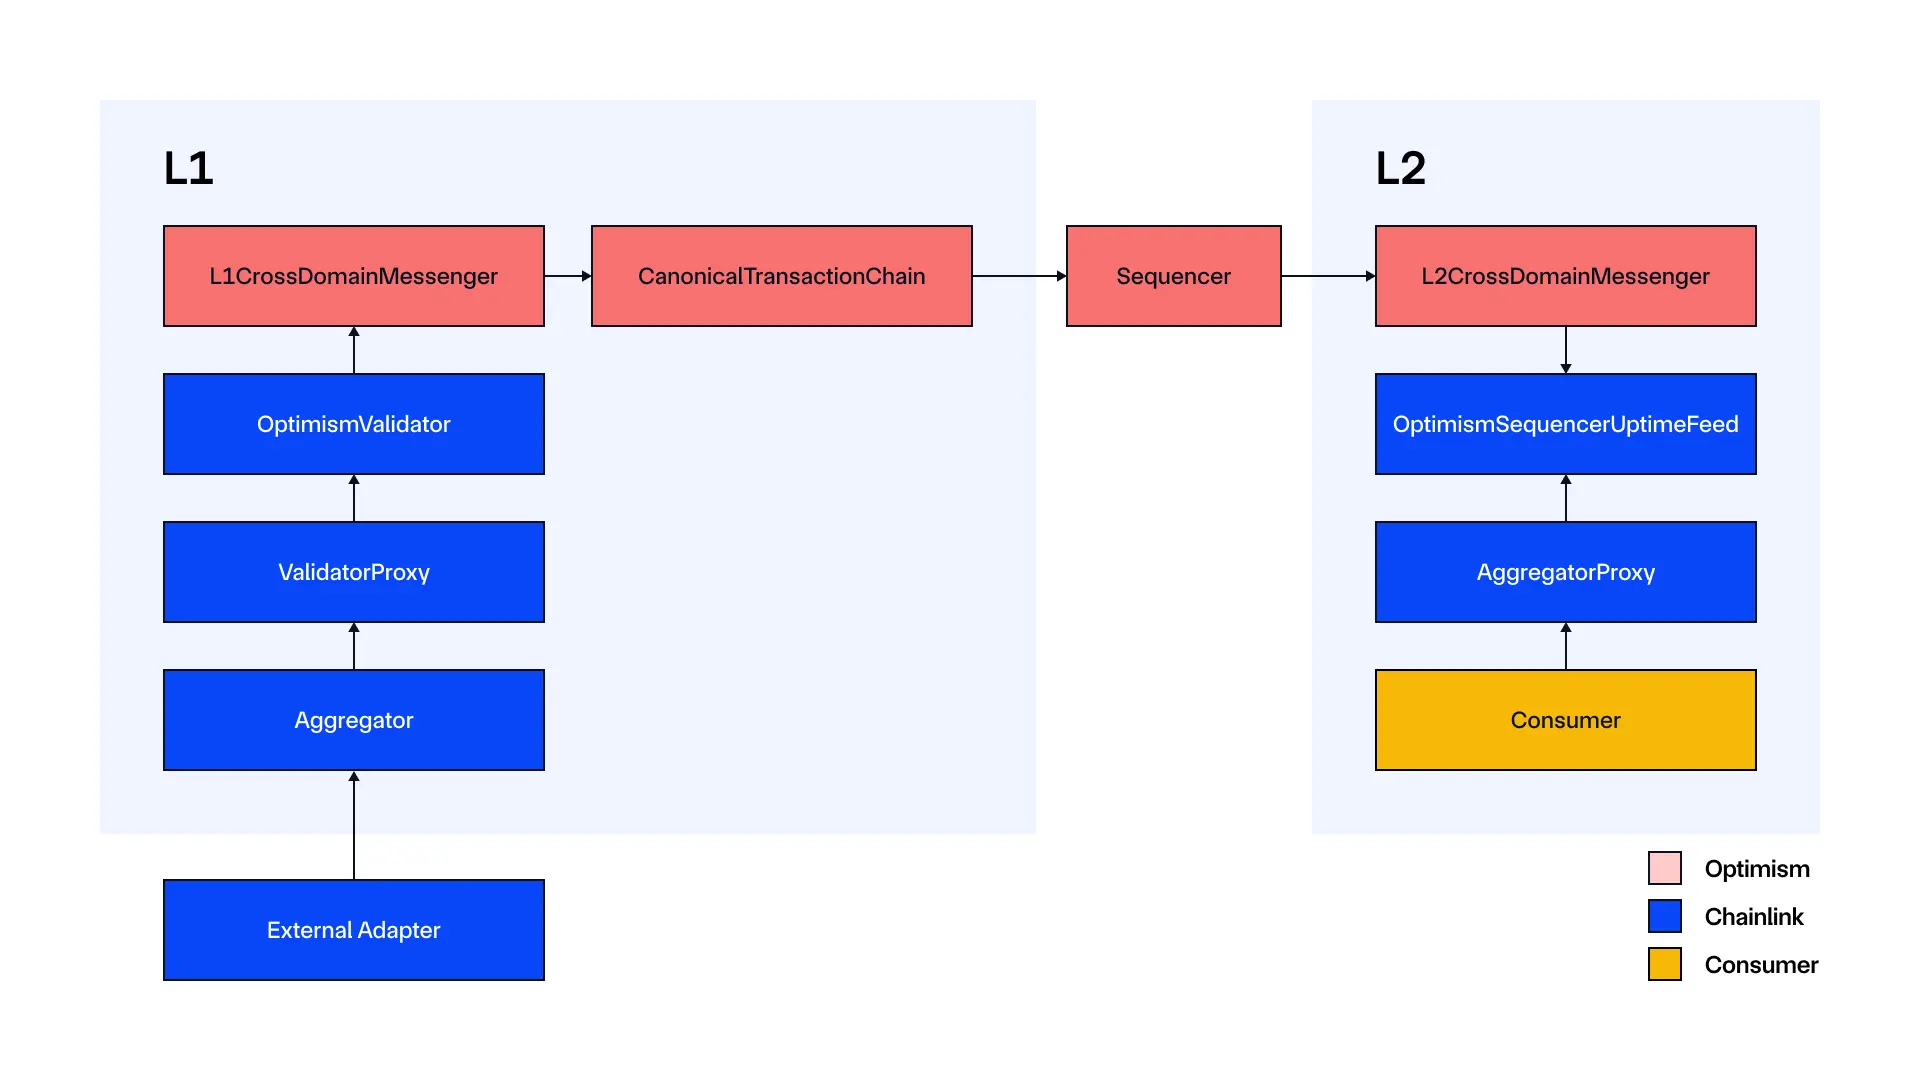 L1
L1CrossDomainMessenger
CanonicalTransactionChain
OptimismValidator
ValidatorProxy
Aggregator
External Adapter
Sequencer
L2
L2CrossDomainMessenger
OptimismSequencerUptimeFeed
AggregatorProxy
Consumer
Optimism
Chainlink
Consumer